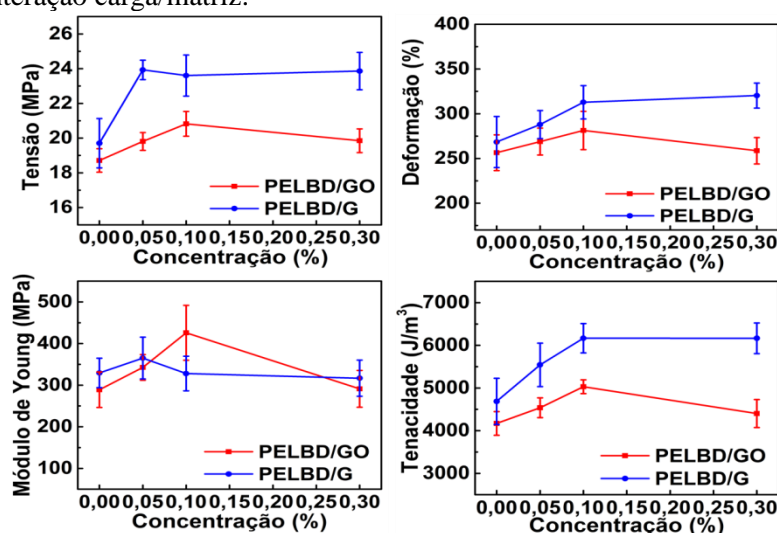 carga/matriz.
26
24
22
20
18
16
Tensão (MPa)
PELBD/GO
PELBD/G
0,00 0,05 0,10 0,15 0,20 0,25 0,30
Concentração (%)
400
350
300
250
200
Deformação (%)
PELBD/GO
PELBD/G
0,00 0,05 0,10 0,15 0,20 0,25 0,30
Concentração (%)
500
400
300
200
100
Módulo de Young (MPa)
PELBD/GO
PELBD/G
0,00 0,05 0,10 0,15 0,20 0,25 0,30
Concentração (%)
7000
6000
5000
4000
3000
Tenacidade (J/m³)
PELBD/GO
PELBD/G
0,00 0,05 0,10 0,15 0,20 0,25 0,30
Concentração (%)